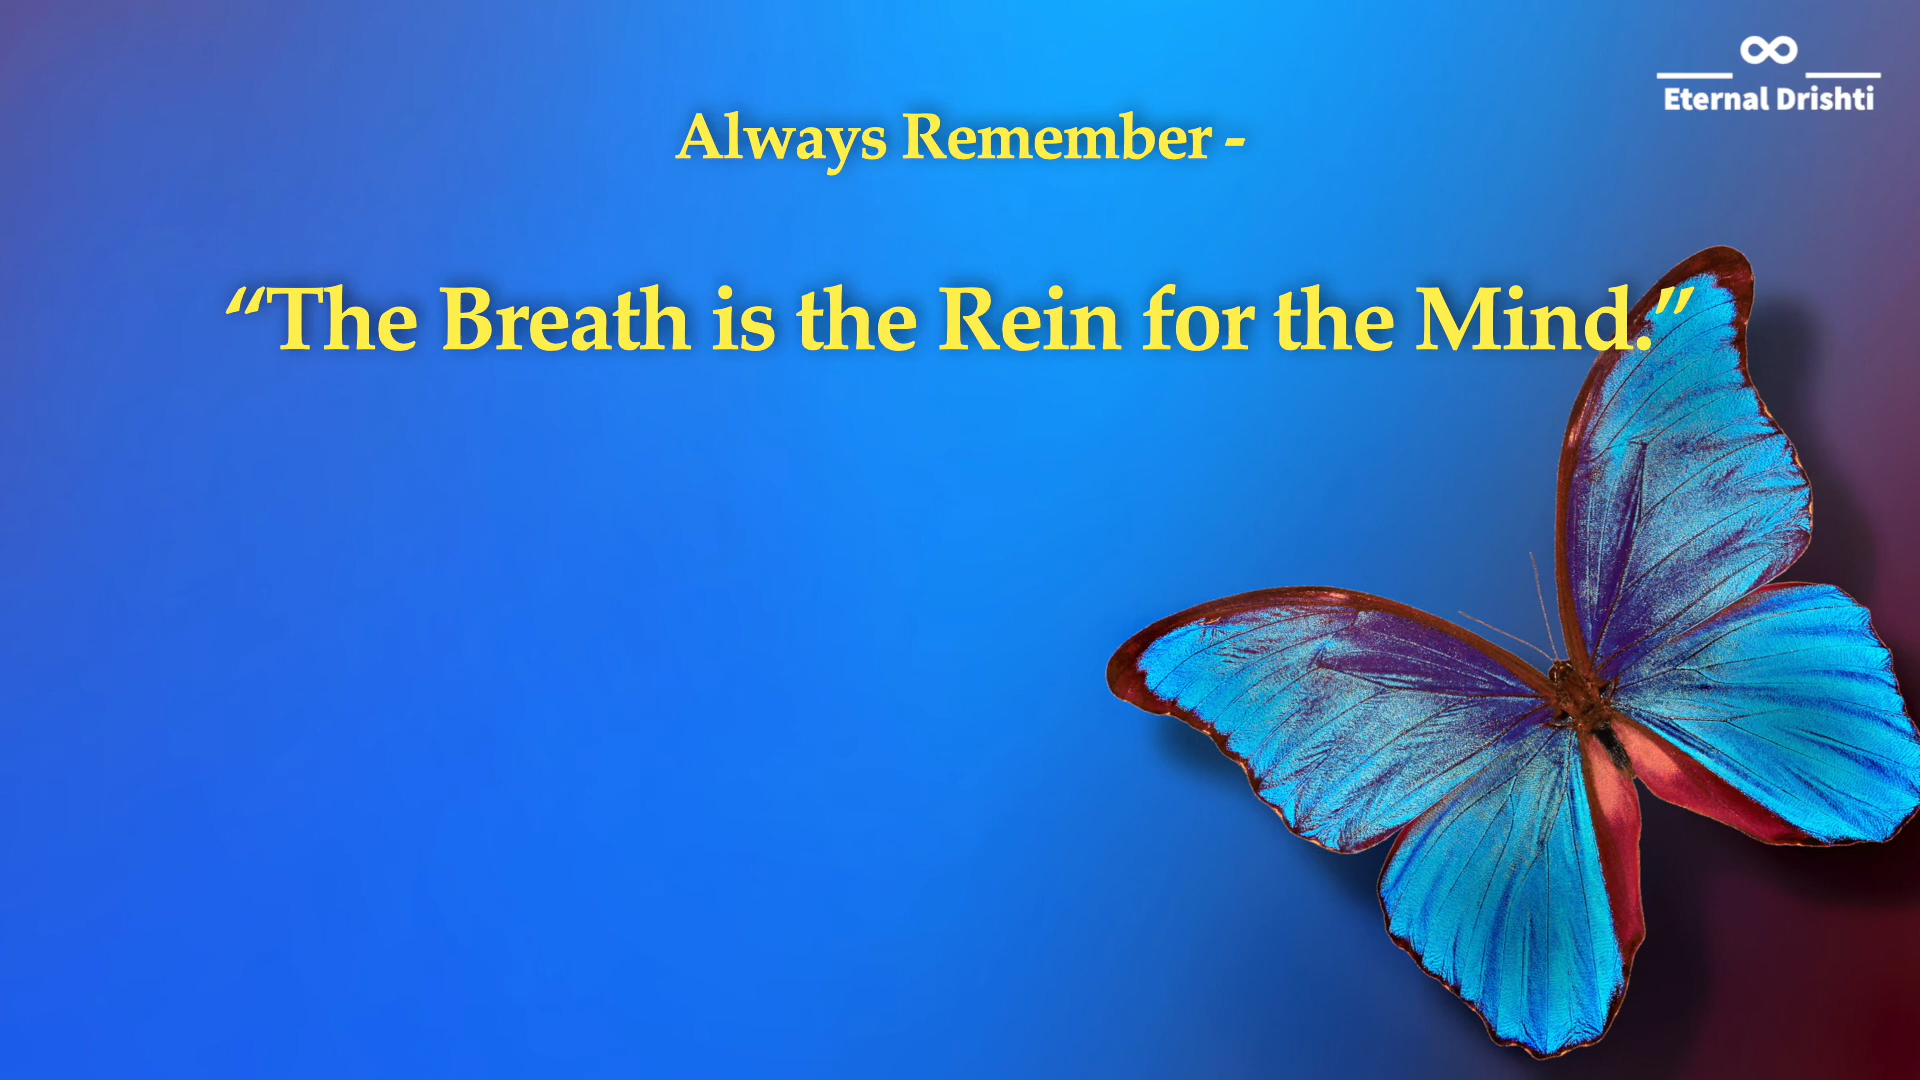 Eternal Drishti
Always Remember -
“The Breath is the Rein for the Mind.”